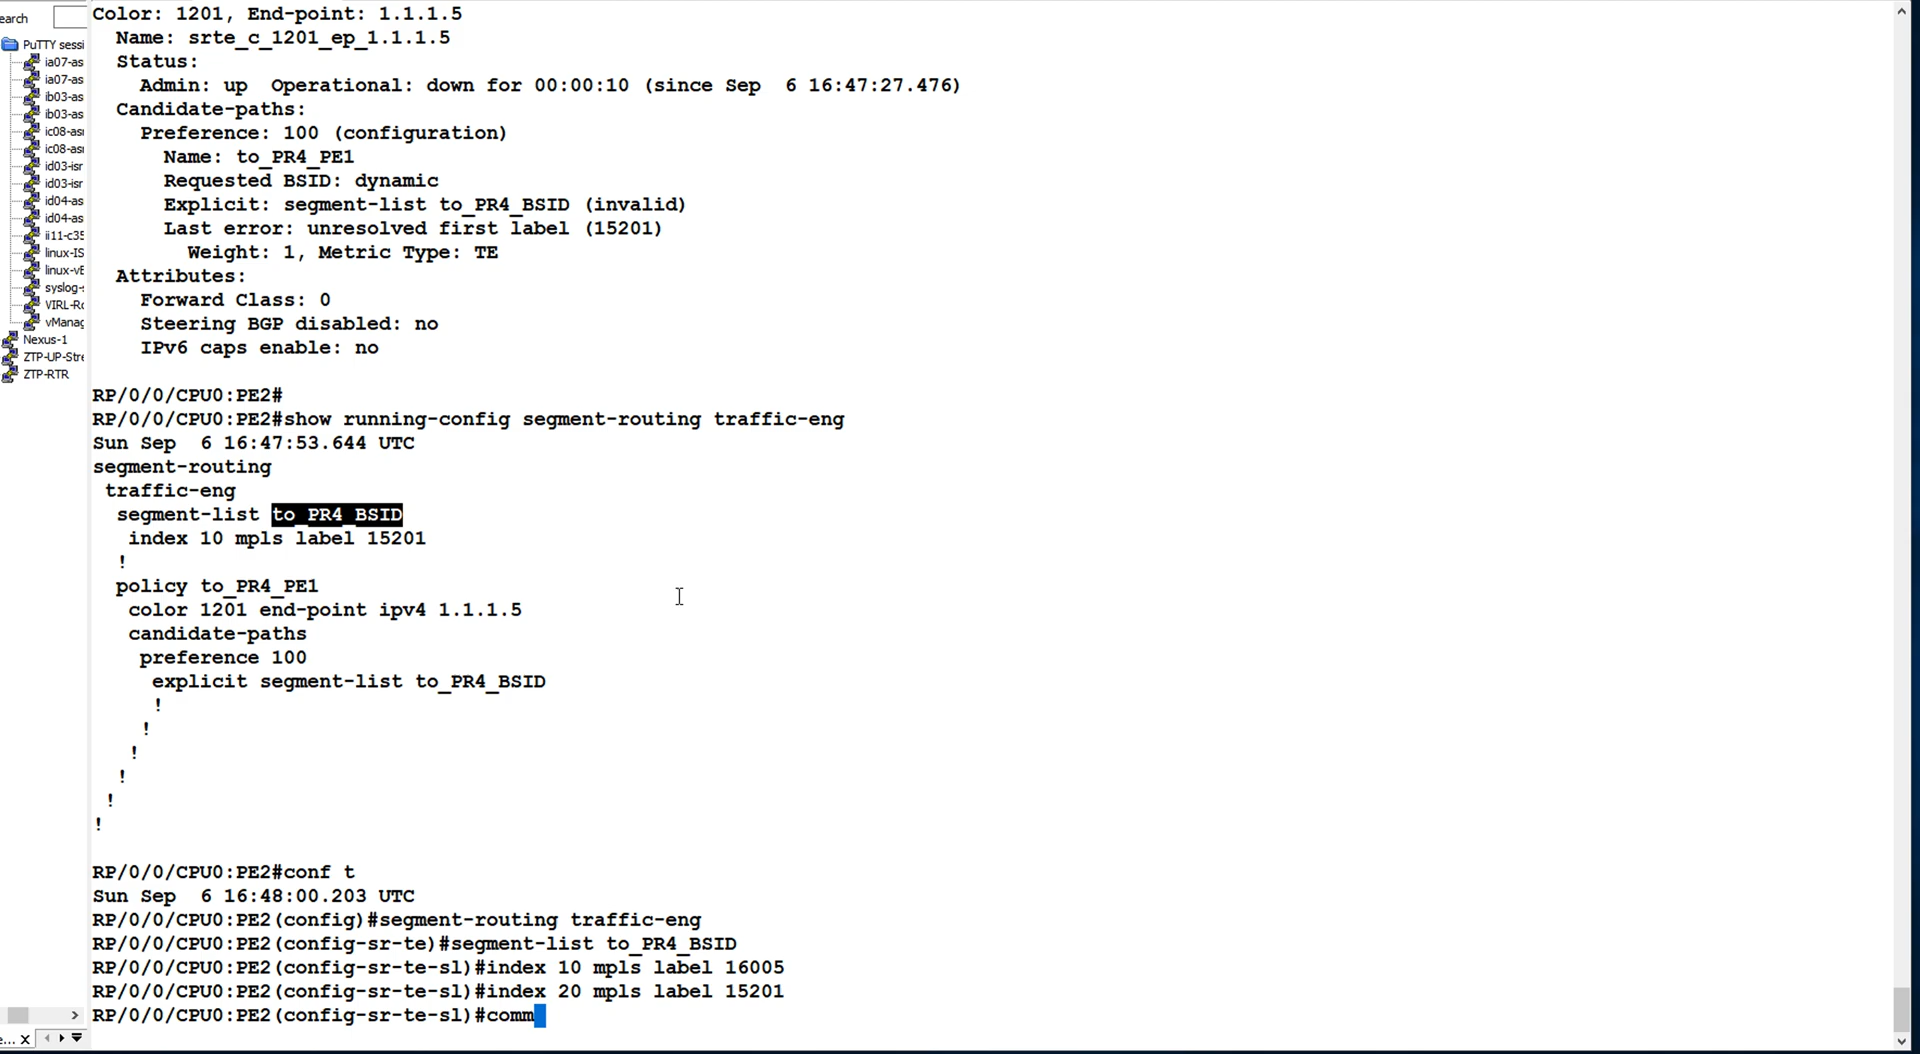 earch
PuTTY sessi
ia07-as
ia07-as
ib03-as
ib03-as
ic08-asr
ic08-asr
id03-isr
id03-isr
id04-as
id04-as
ii11-c35
linux-IS
linux-vE
syslog-s
VIRL-Ro
vManag
Nexus-1
ZTP-UP-Stre
ZTP-RTR
e... X
Color: 1201, End-point: 1.1.1.5
Name: srte_c_1201_ep_1.1.1.5
Status:
Admin: up  Operational: down for 00:00:10 (since Sep  6 16:47:27.476)
Candidate-paths:
Preference: 100 (configuration)
Name: to_PR4_PE1
Requested BSID: dynamic
Explicit: segment-list to_PR4_BSID (invalid)
Last error: unresolved first label (15201)
Weight: 1, Metric Type: TE
Attributes:
Forward Class: 0
Steering BGP disabled: no
IPv6 caps enable: no
RP/0/0/CPU0:PE2#
RP/0/0/CPU0:PE2#show running-config segment-routing traffic-eng
Sun Sep  6 16:47:53.644 UTC
segment-routing
traffic-eng
segment-list to_PR4_BSID
index 10 mpls label 15201
!
policy to_PR4_PE1
color 1201 end-point ipv4 1.1.1.5
candidate-paths
preference 100
explicit segment-list to_PR4_BSID
!
!
!
!
!
!
RP/0/0/CPU0:PE2#conf t
Sun Sep  6 16:48:00.203 UTC
RP/0/0/CPU0:PE2(config)#segment-routing traffic-eng
RP/0/0/CPU0:PE2(config-sr-te)#segment-list to_PR4_BSID
RP/0/0/CPU0:PE2(config-sr-te-sl)#index 10 mpls label 16005
RP/0/0/CPU0:PE2(config-sr-te-sl)#index 20 mpls label 15201
RP/0/0/CPU0:PE2(config-sr-te-sl)#comm